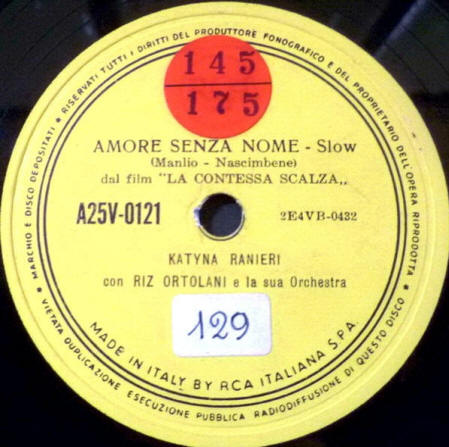 MARCHIO E DISCO DEPOSITATI • RISERVATI TUTTI I DIRITTI DEL PRODUTTORE FONOGRAFICO E DEL PROPRIETARIO DELL'OPERA RIPRODOTTA
145
175
AMORE SENZA NOME - Slow
(Manlio - Nascimbene)
dal film "LA CONTESSA SCALZA,,
A25V-0121
2E4VB-0432
KATYNA RANIERI
con RIZ ORTOLANI e la sua Orchestra
129
MADE IN ITALY BY RCA ITALIANA S.P.A.
VIETATA DUPLICAZIONE ESECUZIONE PUBBLICA RADIODIFFUSIONE DI QUESTO DISCO •